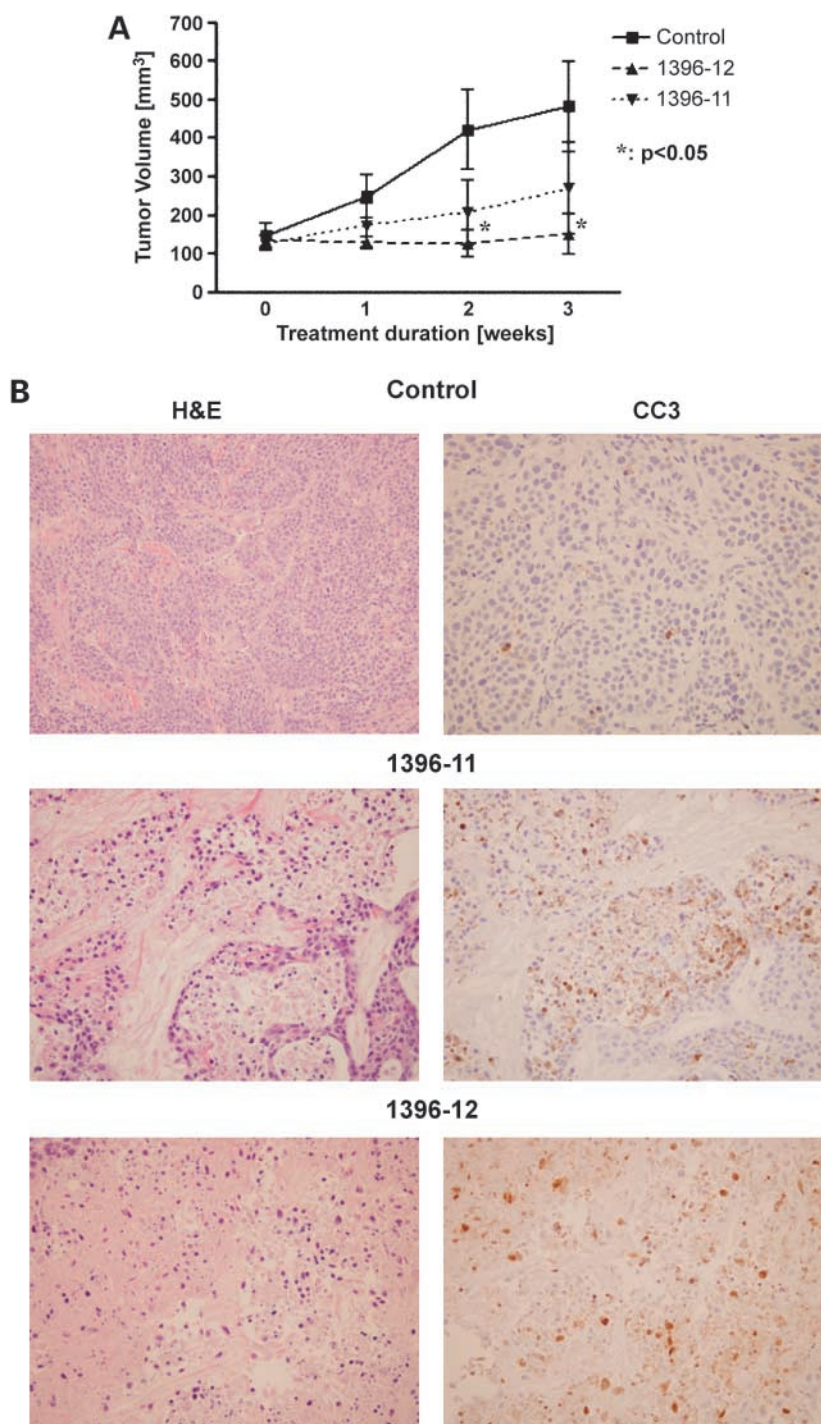 A
Tumor Volume [mm³]
700
600
500
400
300
200
100
0
0 1 2 3
Treatment duration [weeks]
Control
1396-12
1396-11
*: p<0.05
*
*
B
Control
H&E CC3
1396-11
1396-12